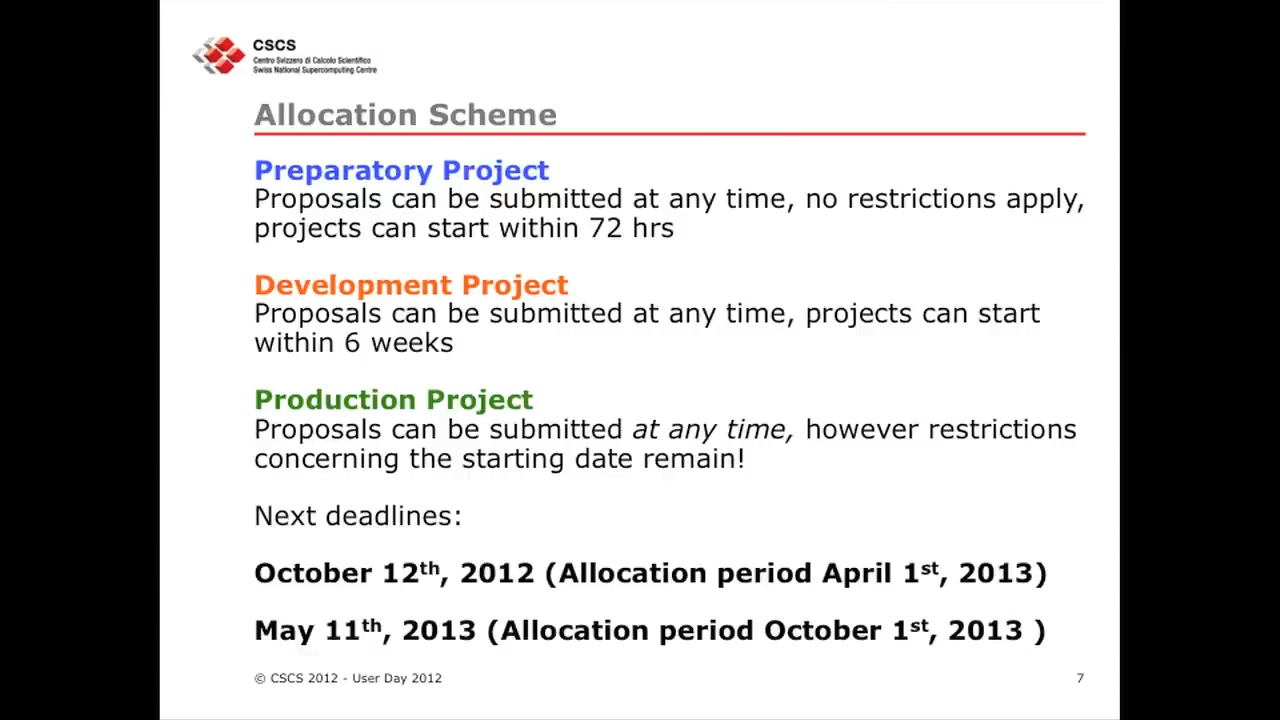 CSCS
Centro Svizzero di Calcolo Scientifico
Swiss National Supercomputing Centre
Allocation Scheme
Preparatory Project
Proposals can be submitted at any time, no restrictions apply,
projects can start within 72 hrs
Development Project
Proposals can be submitted at any time, projects can start
within 6 weeks
Production Project
Proposals can be submitted at any time, however restrictions
concerning the starting date remain!
Next deadlines:
October 12th, 2012 (Allocation period April 1st, 2013)
May 11th, 2013 (Allocation period October 1st, 2013 )
© CSCS 2012 - User Day 2012
7